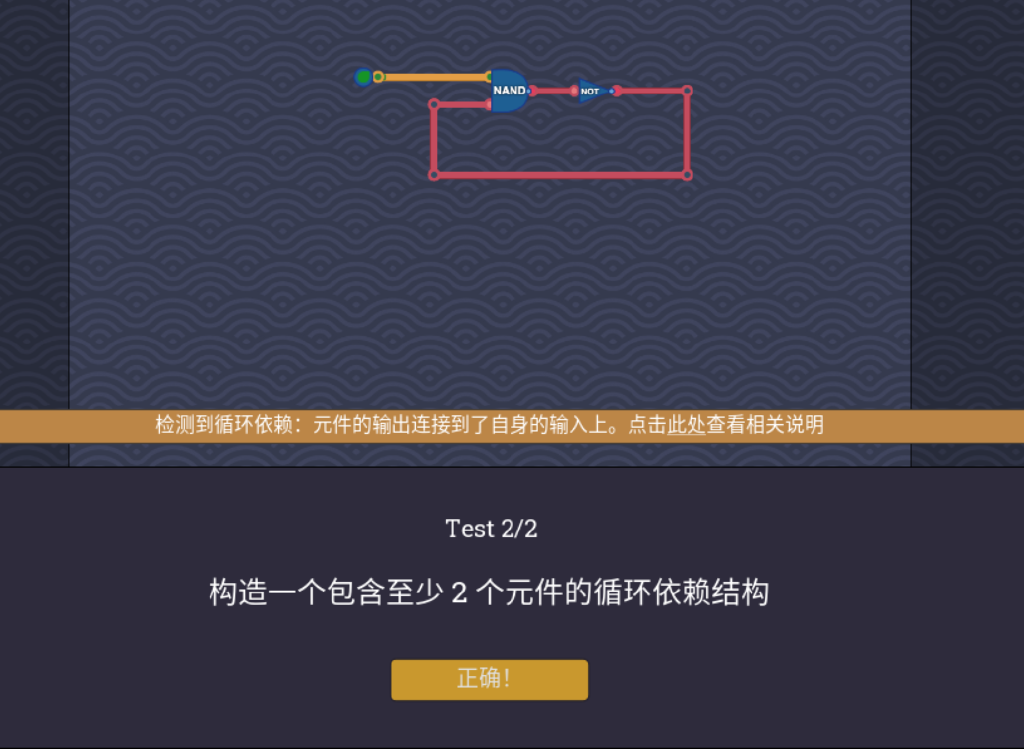 NAND
NOT
检测到循环依赖：元件的输出连接到了自身的输入上。点击此处查看相关说明
Test 2/2
构造一个包含至少 2 个元件的循环依赖结构
正确！